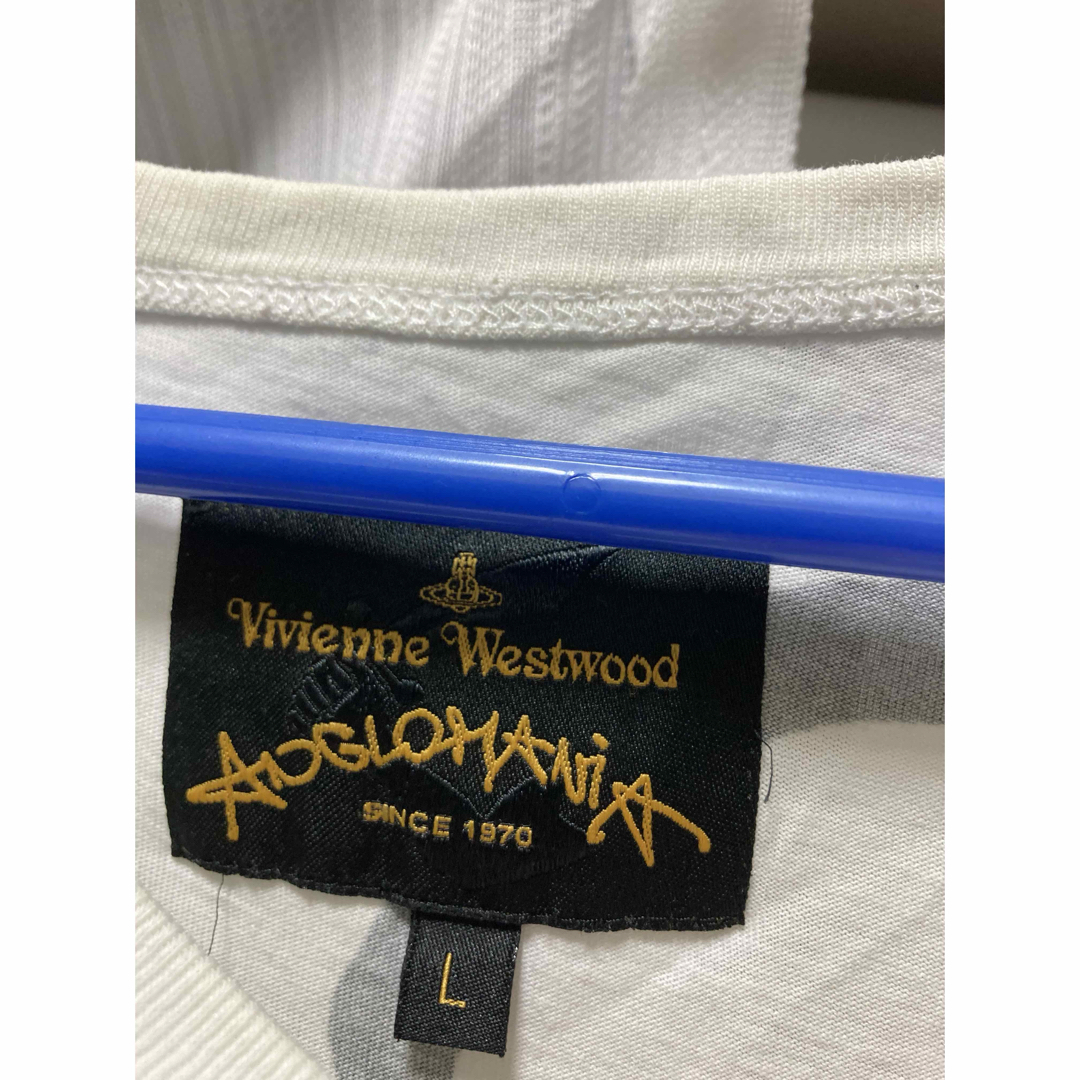 Vivienne Westwood
ANGLOMANIA
SINCE 1970
L